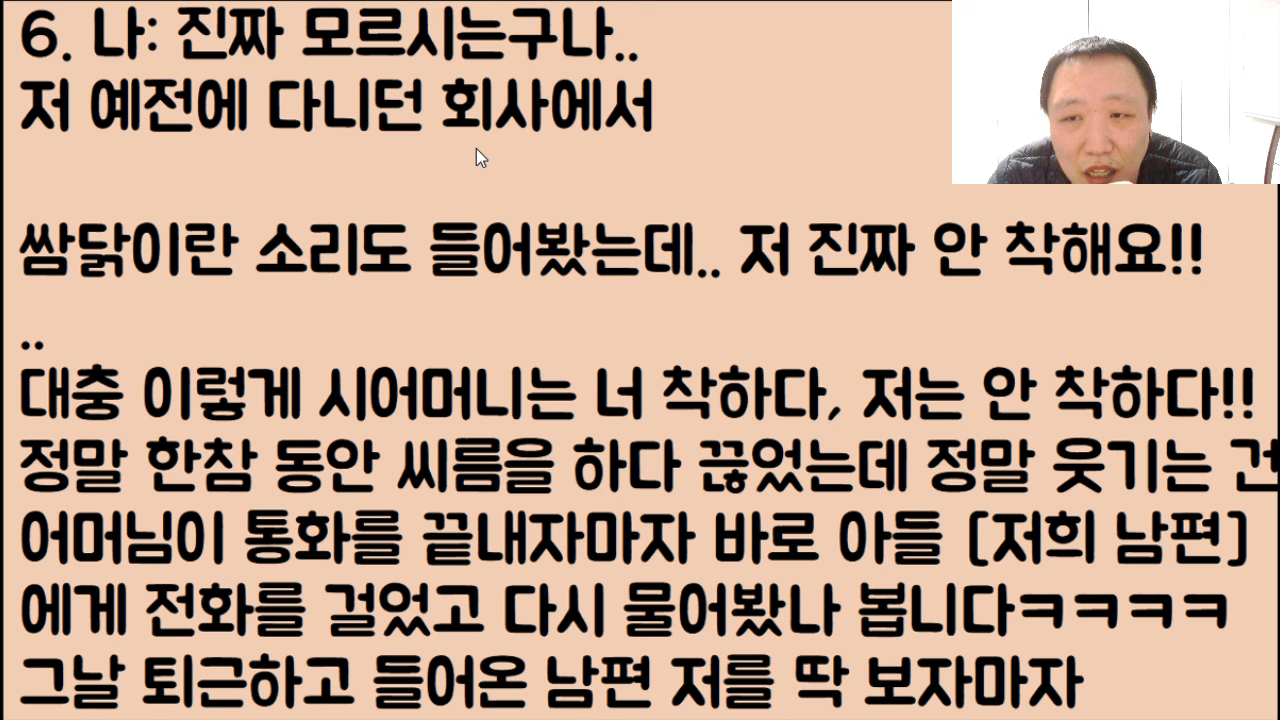 6. 나: 진짜 모르시는구나..
저 예전에 다니던 회사에서
쌈닭이란 소리도 들어봤는데.. 저 진짜 안 착해요!!
..
대충 이렇게 시어머니는 너 착하다, 저는 안 착하다!!
정말 한참 동안 씨름을 하다 끊었는데 정말 웃기는 건
어머님이 통화를 끝내자마자 바로 아들 [저희 남편]
에게 전화를 걸었고 다시 물어봤나 봅니다ㅋㅋㅋㅋ
그날 퇴근하고 들어온 남편 저를 딱 보자마자